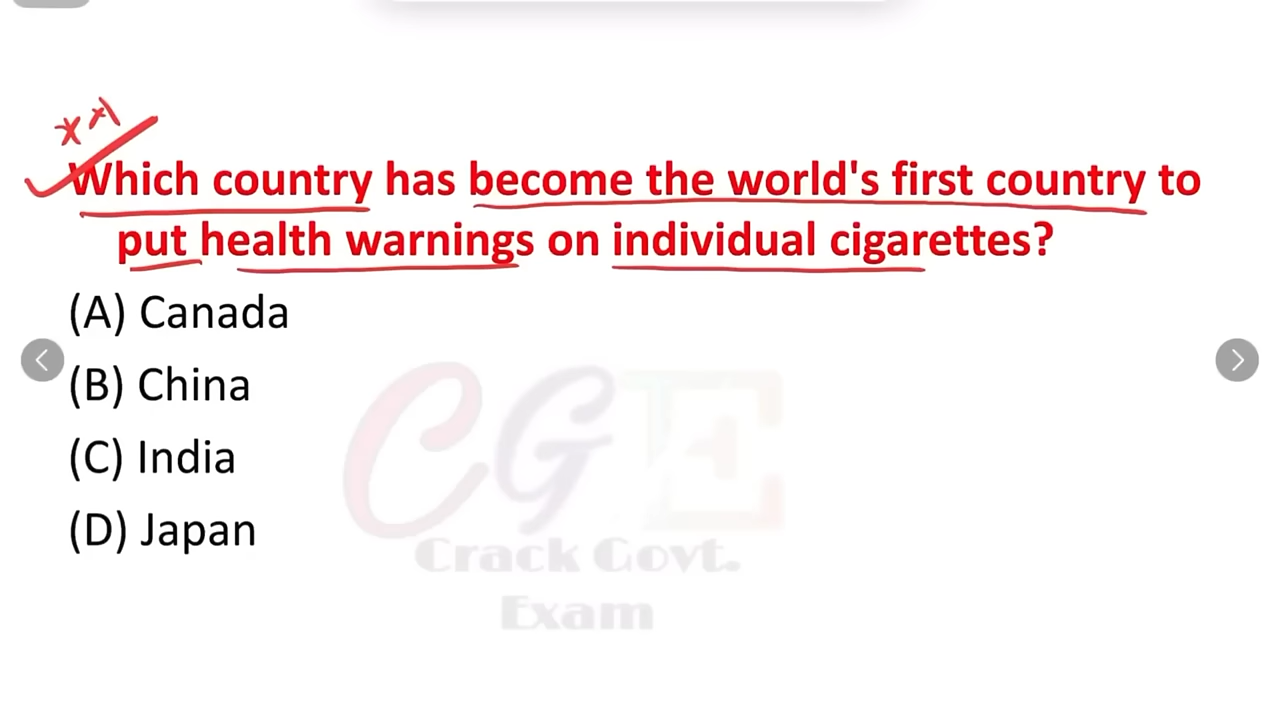 Which country has become the world's first country to
put health warnings on individual cigarettes?
(A) Canada
(B) China
(C) India
(D) Japan
CGE
Crack Govt.
Exam